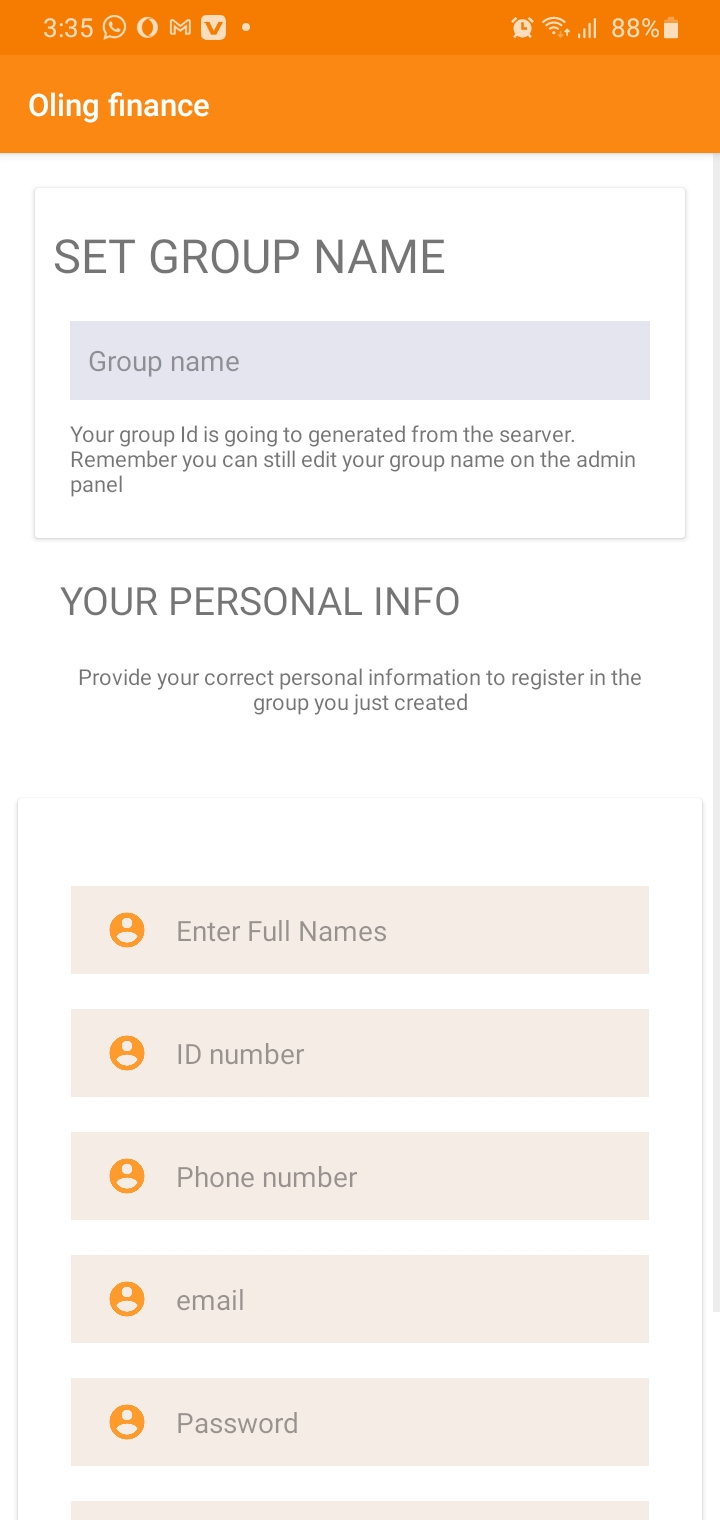 3:35
88%
Oling finance
SET GROUP NAME
Group name
Your group Id is going to generated from the searver.
Remember you can still edit your group name on the admin
panel
YOUR PERSONAL INFO
Provide your correct personal information to register in the
group you just created
Enter Full Names
ID number
Phone number
email
Password